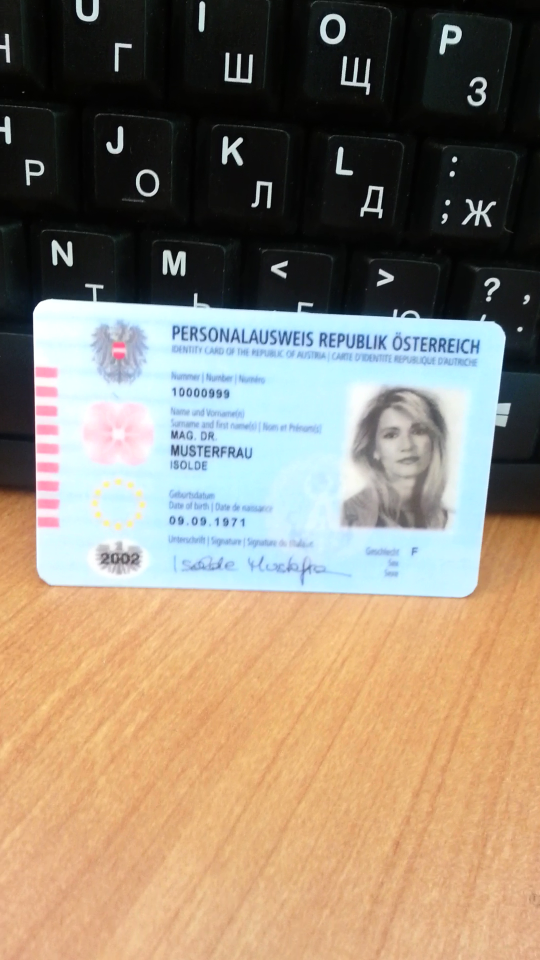 U I O P
Г Ш Щ З
H J K L :
Р О Л Д ; Ж
N M < > ? ,
Т Ь Б Ю .
PERSONALAUSWEIS REPUBLIK ÖSTERREICH
IDENTITY CARD OF THE REPUBLIC OF AUSTRIA | CARTE D'IDENTITÉ RÉPUBLIQUE D'AUTRICHE
Nummer | Number | Numéro
10000999
Name und Vorname(n)
Surname and first name(s) | Nom et Prénom(s)
MAG. DR.
MUSTERFRAU
ISOLDE
Geburtsdatum
Date of birth | Date de naissance
09.09.1971
Unterschrift | Signature | Signature du titulaire
Isolde Musterfrau
Geschlecht F
Sex
Sexe
2002